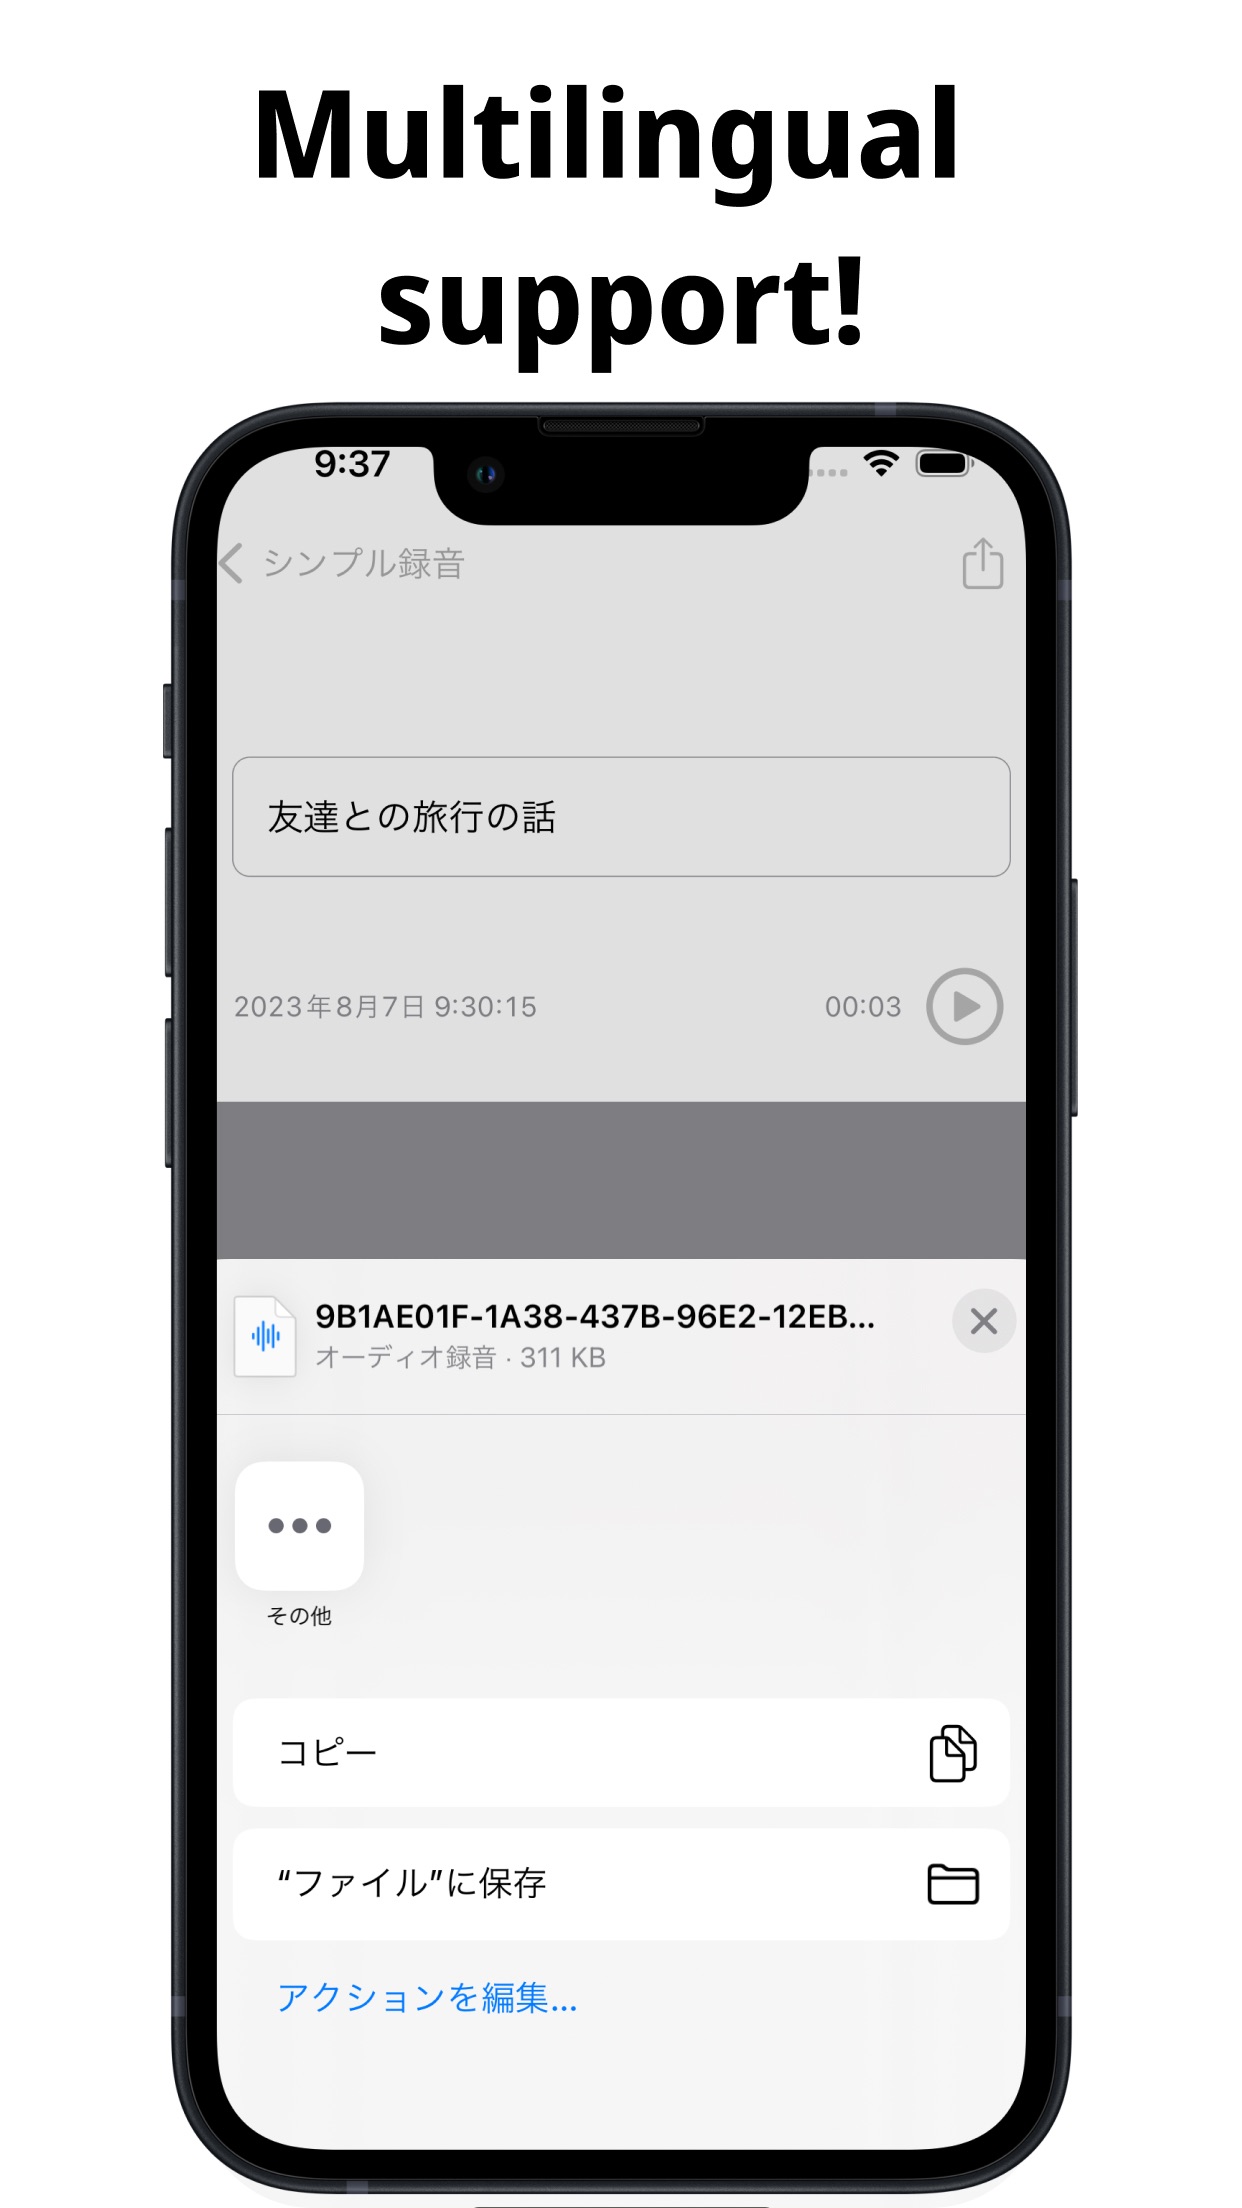 Multilingual
support!
9:37
シンプル録音
友達との旅行の話
2023年8月7日 9:30:15
00:03
9B1AE01F-1A38-437B-96E2-12EB...
オーディオ録音 · 311 KB
その他
コピー
“ファイル”に保存
アクションを編集...